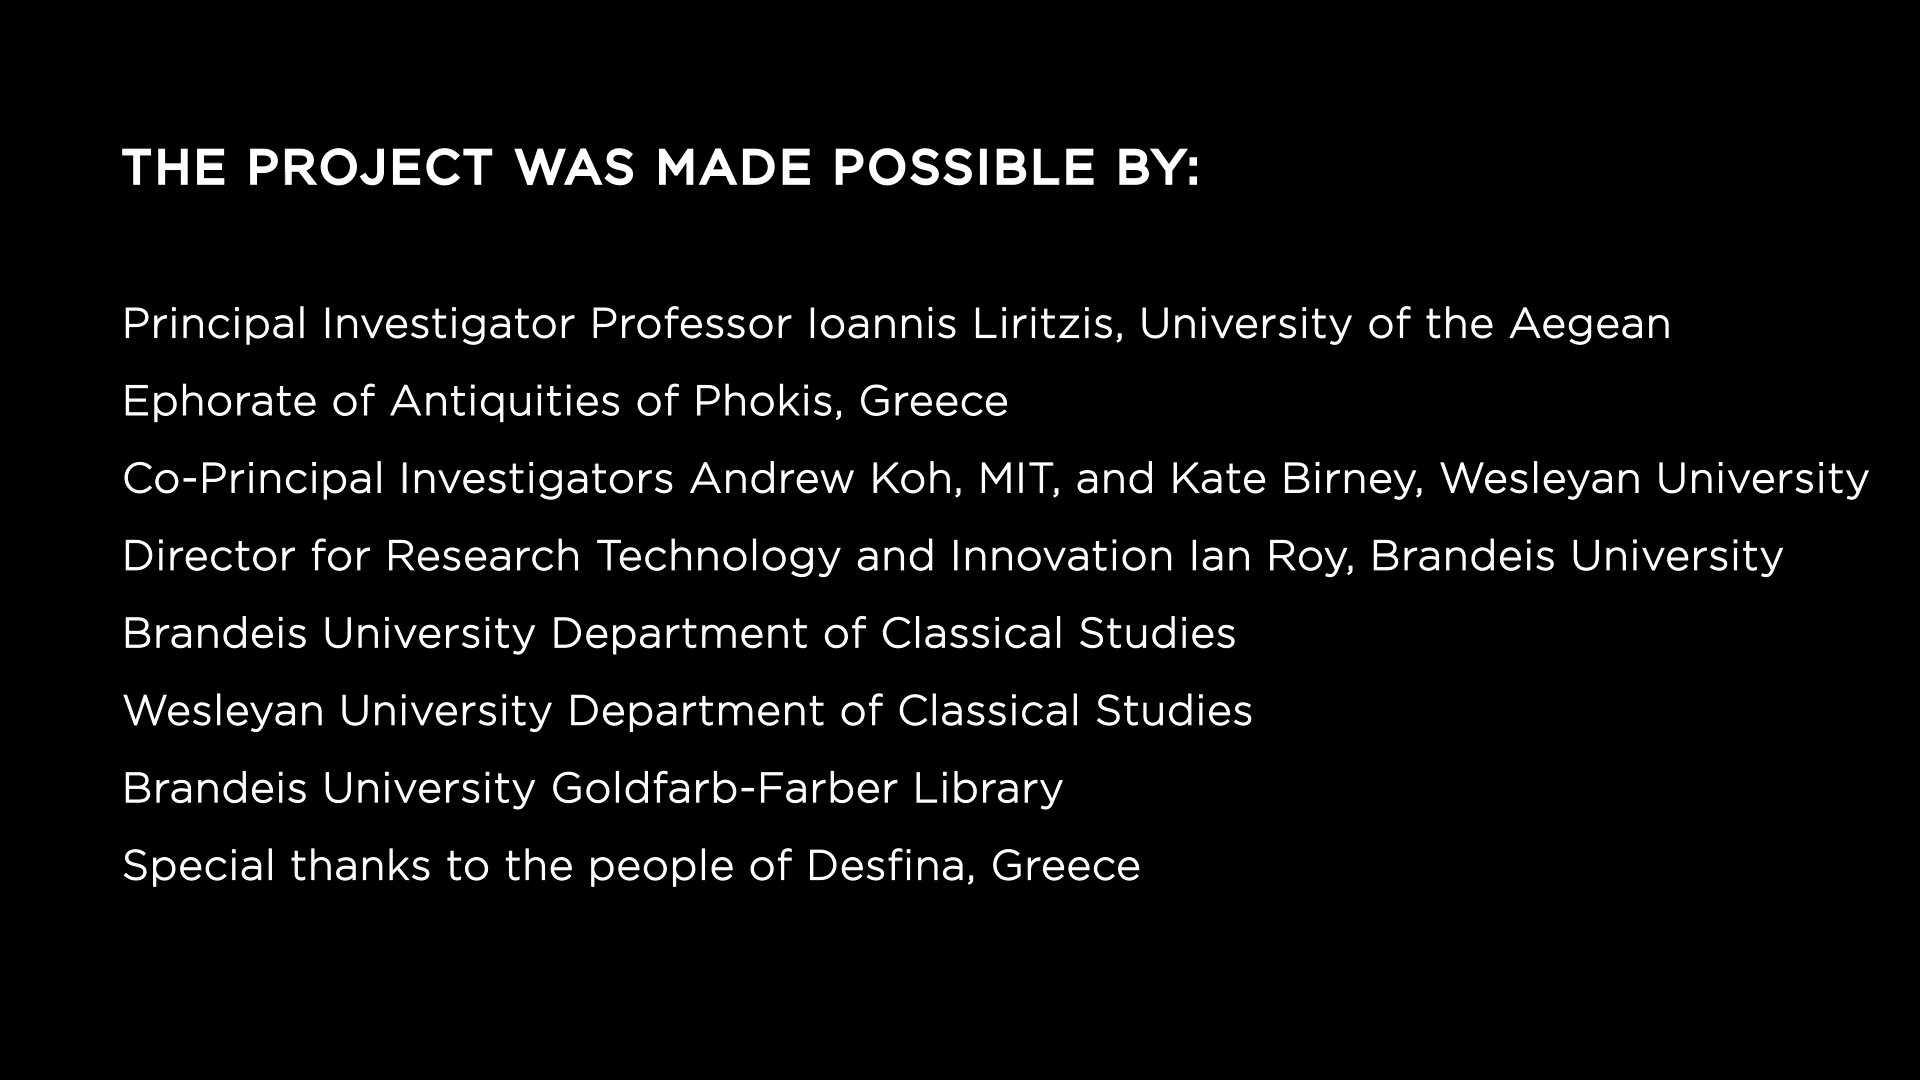 THE PROJECT WAS MADE POSSIBLE BY:
Principal Investigator Professor Ioannis Liritzis, University of the Aegean
Ephorate of Antiquities of Phokis, Greece
Co-Principal Investigators Andrew Koh, MIT, and Kate Birney, Wesleyan University
Director for Research Technology and Innovation Ian Roy, Brandeis University
Brandeis University Department of Classical Studies
Wesleyan University Department of Classical Studies
Brandeis University Goldfarb-Farber Library
Special thanks to the people of Desfina, Greece